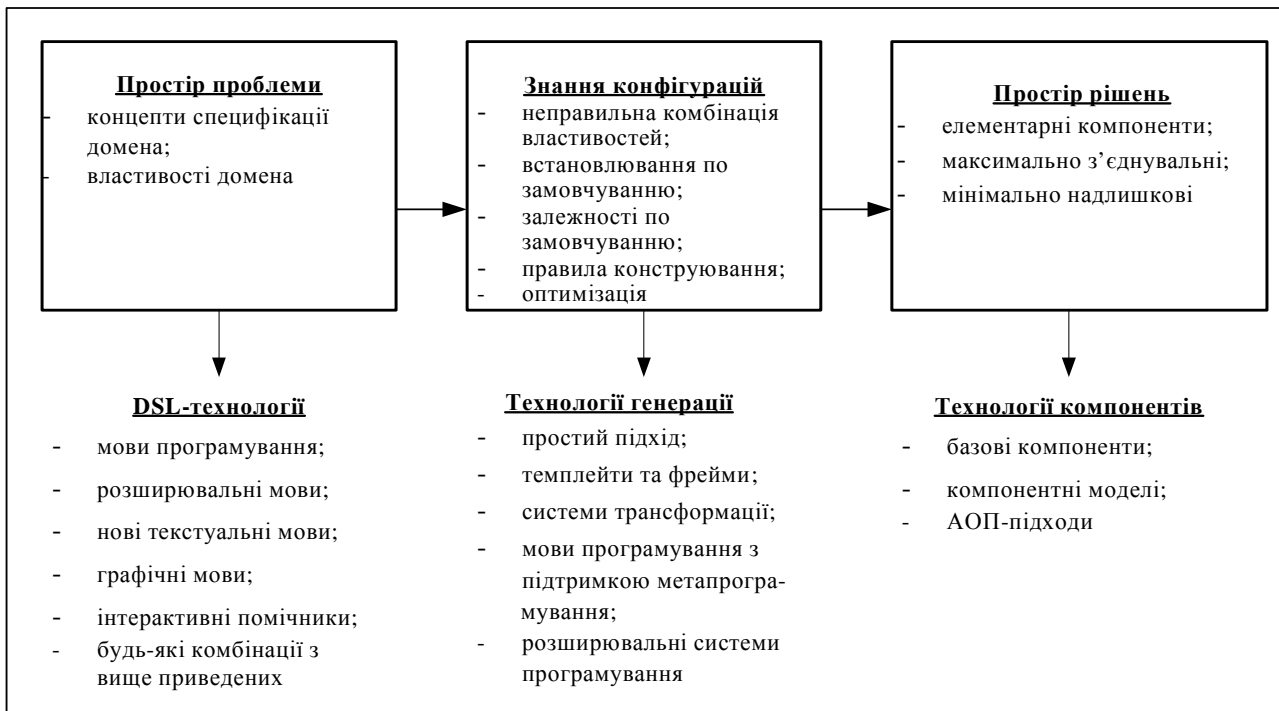 Простір проблеми
- концепти специфікації
домена;
- властивості домена
Знання конфігурацій
- неправильна комбінація
властивостей;
- встановлювання по
замовчуванню;
- залежності по
замовчуванню;
- правила конструювання;
- оптимізація
Простір рішень
- елементарні компоненти;
- максимально з’єднувальні;
- мінімально надлишкові
DSL-технології
- мови програмування;
- розширювальні мови;
- нові текстуальні мови;
- графічні мови;
- інтерактивні помічники;
- будь-які комбінації з
вище приведених
Технології генерації
- простий підхід;
- темплейти та фрейми;
- системи трансформації;
- мови програмування з
підтримкою метапрогра-
мування;
- розширювальні системи
програмування
Технології компонентів
- базові компоненти;
- компонентні моделі;
- АОП-підходи